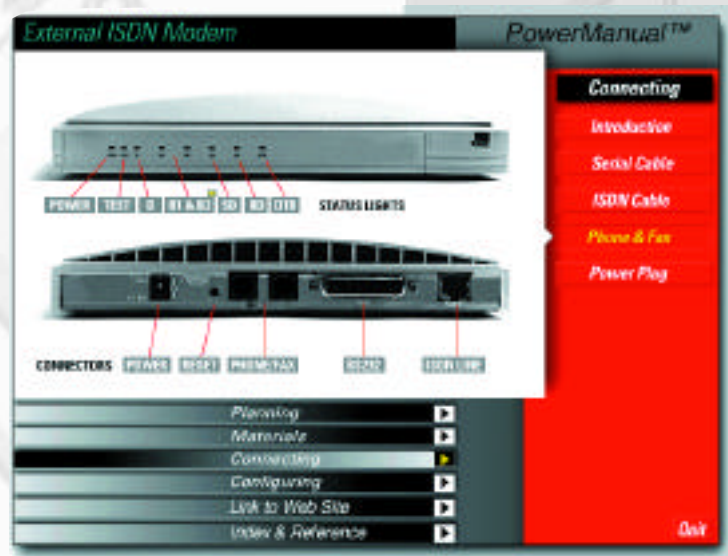 External ISDN Modem
PowerManual™
Connecting
Introduction
Serial Cable
ISDN Cable
Phone & Fax
Power Plug
POWER TEST D B1 & B2 SD RD DTR STATUS LIGHTS
CONNECTORS POWER RESET PHONE/FAX RS232 ISDN LINE
Planning
Materials
Connecting
Configuring
Link to Web Site
Index & Reference
Quit